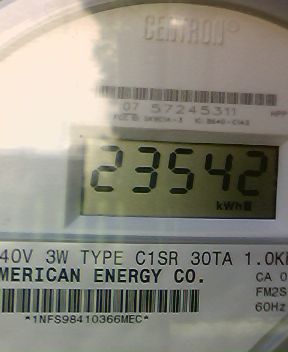 CENTRON®
07 57245311
23542
kWh
40V 3W TYPE C1SR 30TA 1.0K
MERICAN ENERGY CO.
CA 0
FM2S
60Hz
*1NFS98410366MEC*